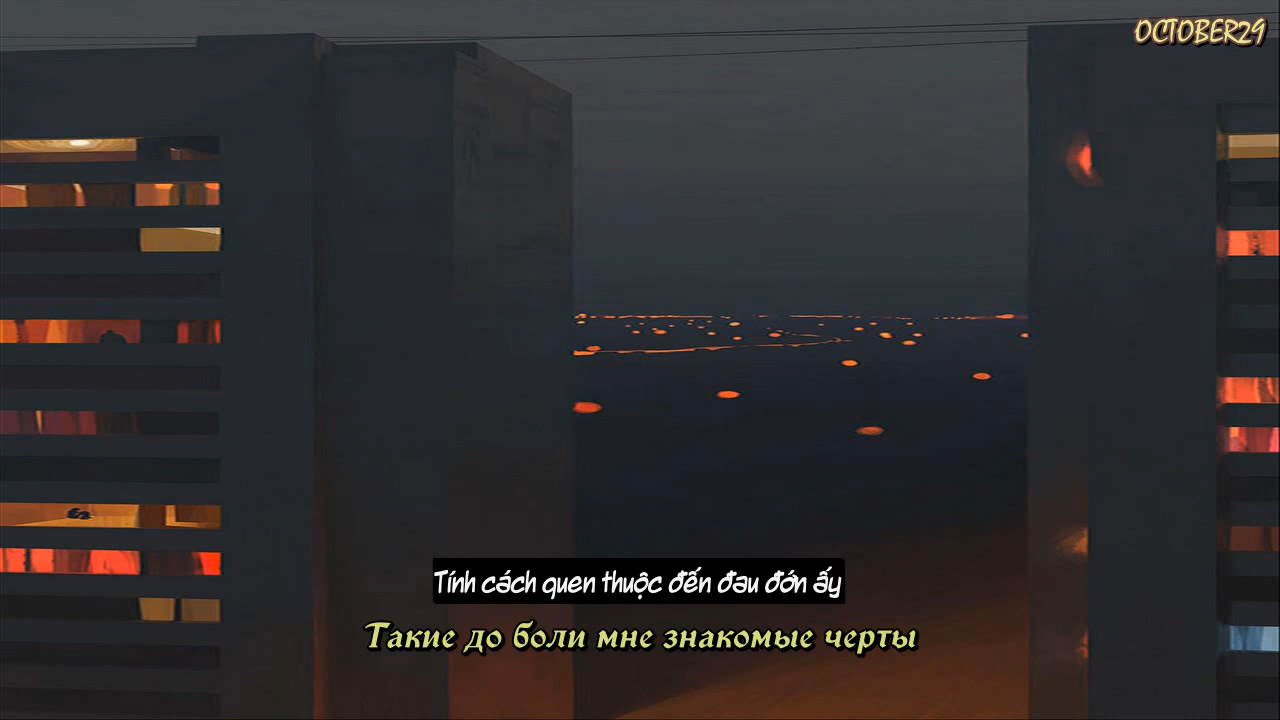 OCTOBER29
Tính cách quen thuộc đến đau đớn ấy
Такие до боли мне знакомые черты